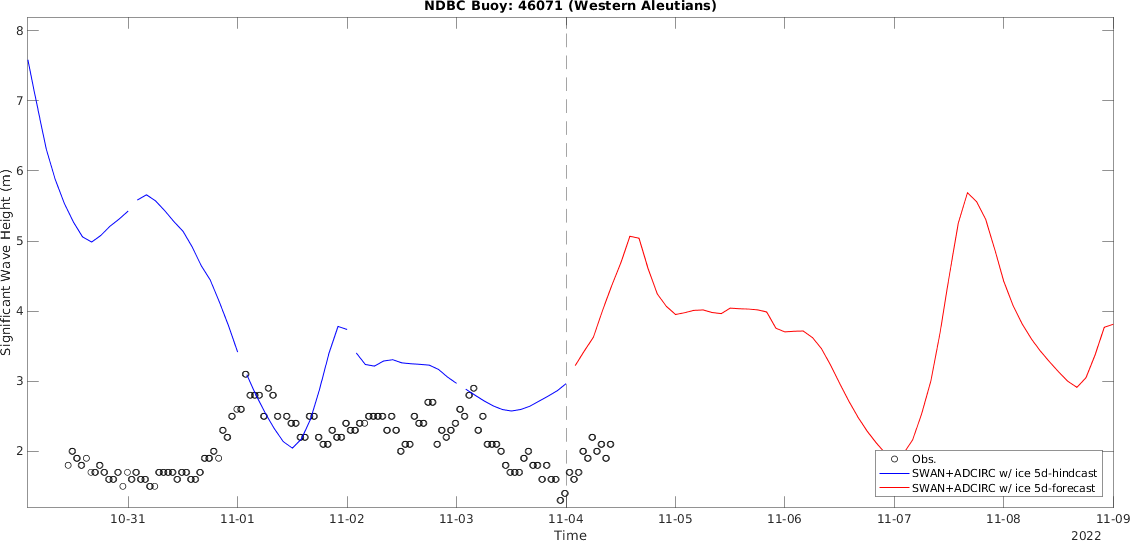 NDBC Buoy: 46071 (Western Aleutians)
Significant Wave Height (m)
8
7
6
5
4
3
2
Obs.
SWAN+ADCIRC w/ ice 5d-hindcast
SWAN+ADCIRC w/ ice 5d-forecast
10-31 11-01 11-02 11-03 11-04 11-05 11-06 11-07 11-08 11-09
Time
2022